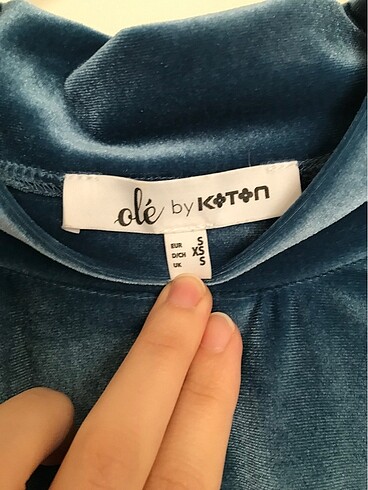 olé by KOTON
EUR S
D/CH XS
UK S